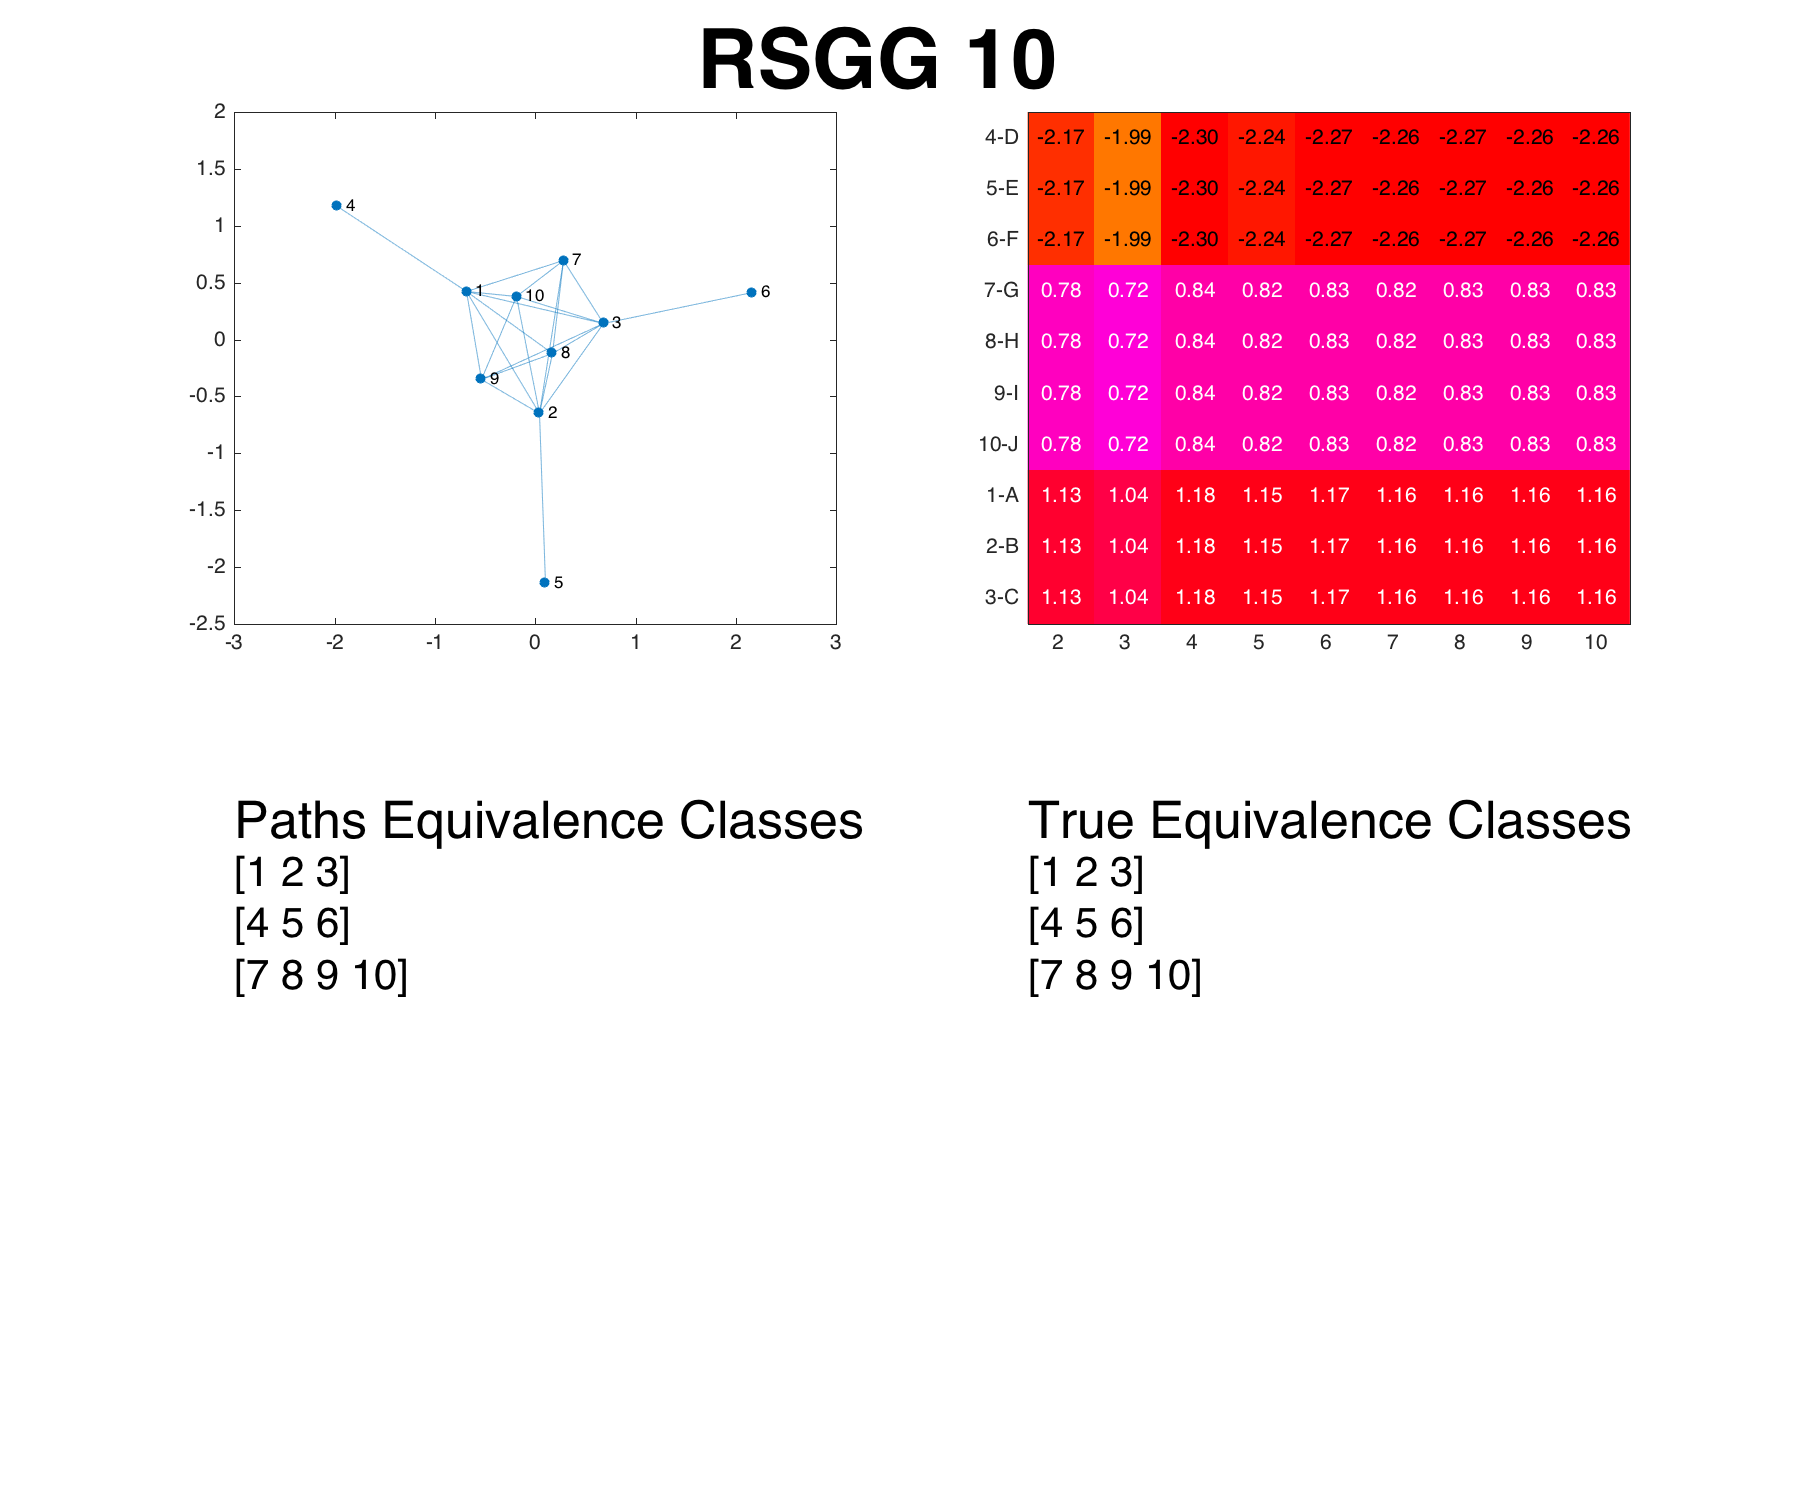 RSGG 10
2
1.5
1
0.5
0
-0.5
-1
-1.5
-2
-2.5
-3 -2 -1 0 1 2 3
4
7
1
10
6
3
8
9
2
5
4-D -2.17 -1.99 -2.30 -2.24 -2.27 -2.26 -2.27 -2.26 -2.26
5-E -2.17 -1.99 -2.30 -2.24 -2.27 -2.26 -2.27 -2.26 -2.26
6-F -2.17 -1.99 -2.30 -2.24 -2.27 -2.26 -2.27 -2.26 -2.26
7-G 0.78 0.72 0.84 0.82 0.83 0.82 0.83 0.83 0.83
8-H 0.78 0.72 0.84 0.82 0.83 0.82 0.83 0.83 0.83
9-I 0.78 0.72 0.84 0.82 0.83 0.82 0.83 0.83 0.83
10-J 0.78 0.72 0.84 0.82 0.83 0.82 0.83 0.83 0.83
1-A 1.13 1.04 1.18 1.15 1.17 1.16 1.16 1.16 1.16
2-B 1.13 1.04 1.18 1.15 1.17 1.16 1.16 1.16 1.16
3-C 1.13 1.04 1.18 1.15 1.17 1.16 1.16 1.16 1.16
2 3 4 5 6 7 8 9 10
Paths Equivalence Classes
[1 2 3]
[4 5 6]
[7 8 9 10]
True Equivalence Classes
[1 2 3]
[4 5 6]
[7 8 9 10]